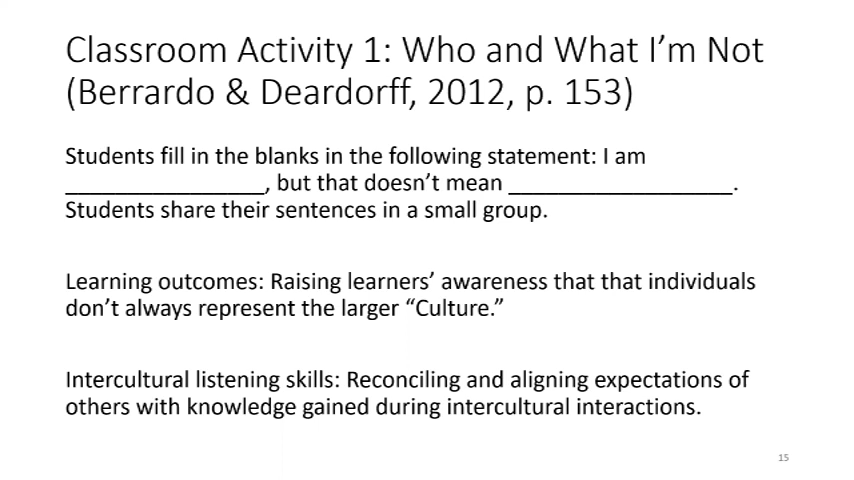 Classroom Activity 1: Who and What I’m Not
(Berrardo & Deardorff, 2012, p. 153)
Students fill in the blanks in the following statement: I am
________________, but that doesn’t mean __________________.
Students share their sentences in a small group.
Learning outcomes: Raising learners’ awareness that that individuals
don’t always represent the larger “Culture.”
Intercultural listening skills: Reconciling and aligning expectations of
others with knowledge gained during intercultural interactions.
15